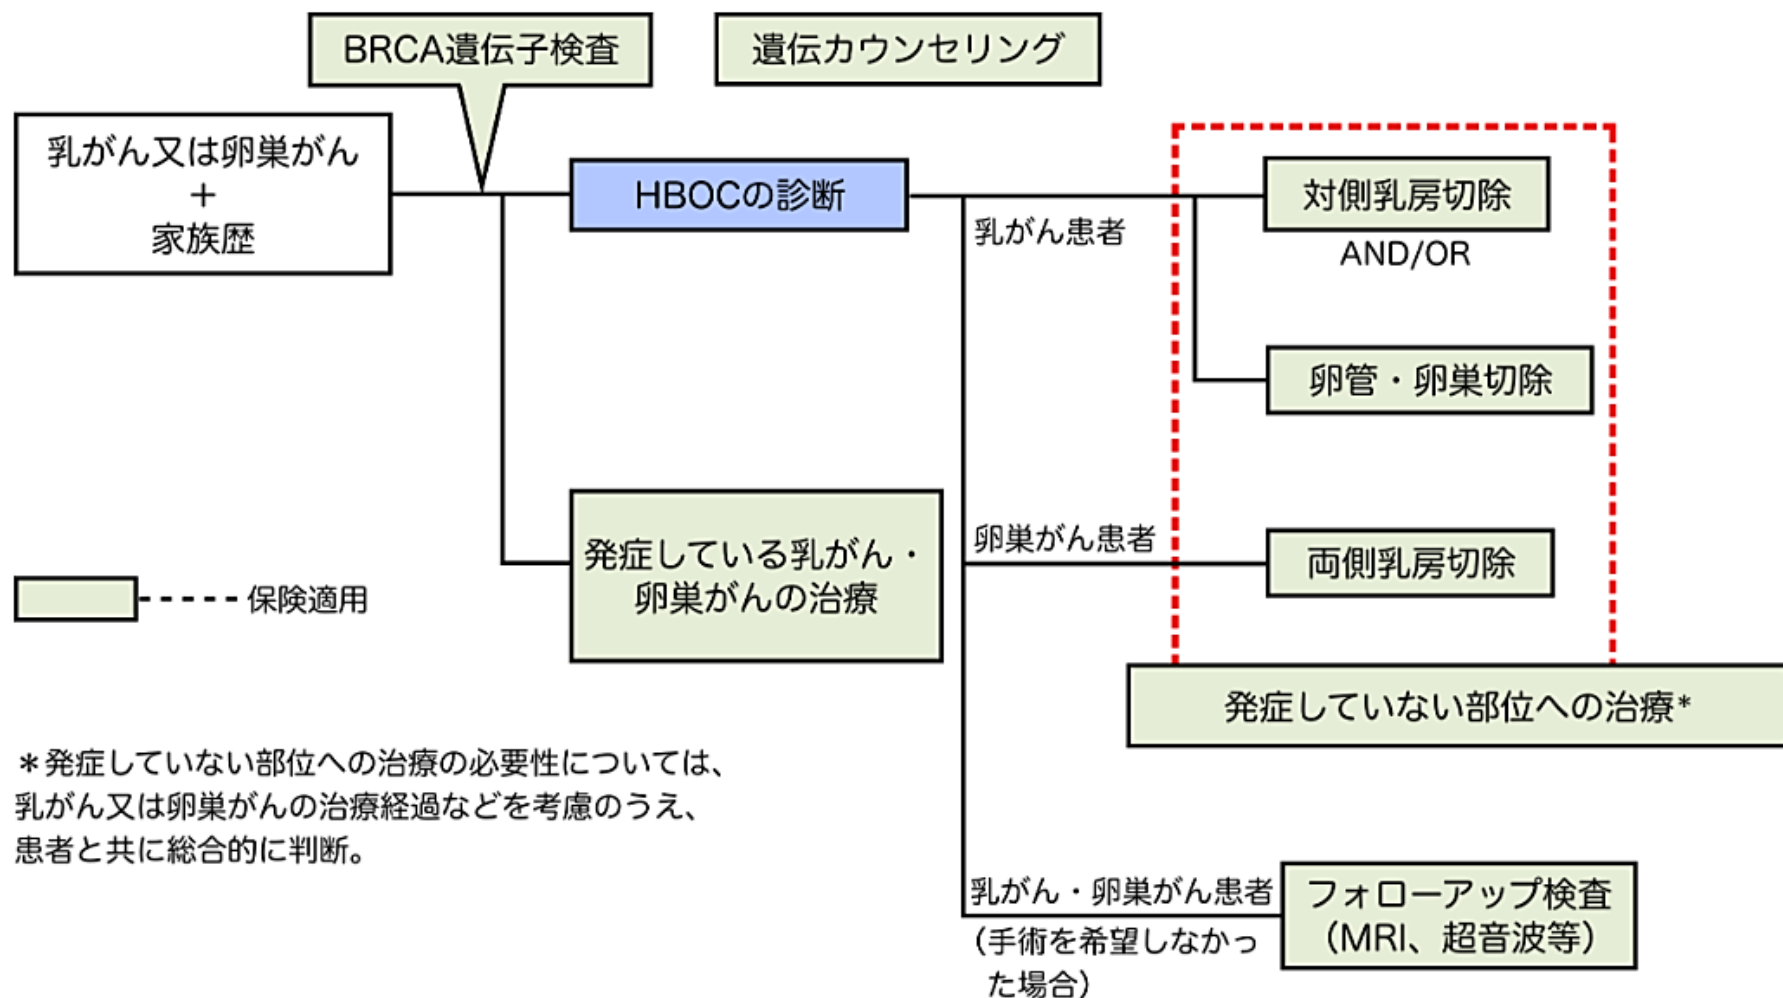 BRCA遺伝子検査
遺伝カウンセリング
乳がん又は卵巣がん
+
家族歴
HBOCの診断
乳がん患者
対側乳房切除
AND/OR
卵管・卵巣切除
発症している乳がん・
卵巣がんの治療
卵巣がん患者
両側乳房切除
保険適用
発症していない部位への治療*
*発症していない部位への治療の必要性については、
乳がん又は卵巣がんの治療経過などを考慮のうえ、
患者と共に総合的に判断。
乳がん・卵巣がん患者
(手術を希望しなかっ
た場合)
フォローアップ検査
(MRI、超音波等)